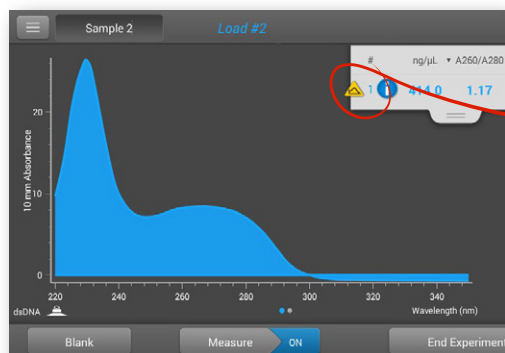 Sample 2
Load #2
# ng/µL ▾ A260/A280
1 i 414.0 1.17
10 mm Absorbance
20
10
0
220 240 260 280 300 320 340
dsDNA
Wavelength (nm)
Blank
Measure ON
End Experiment